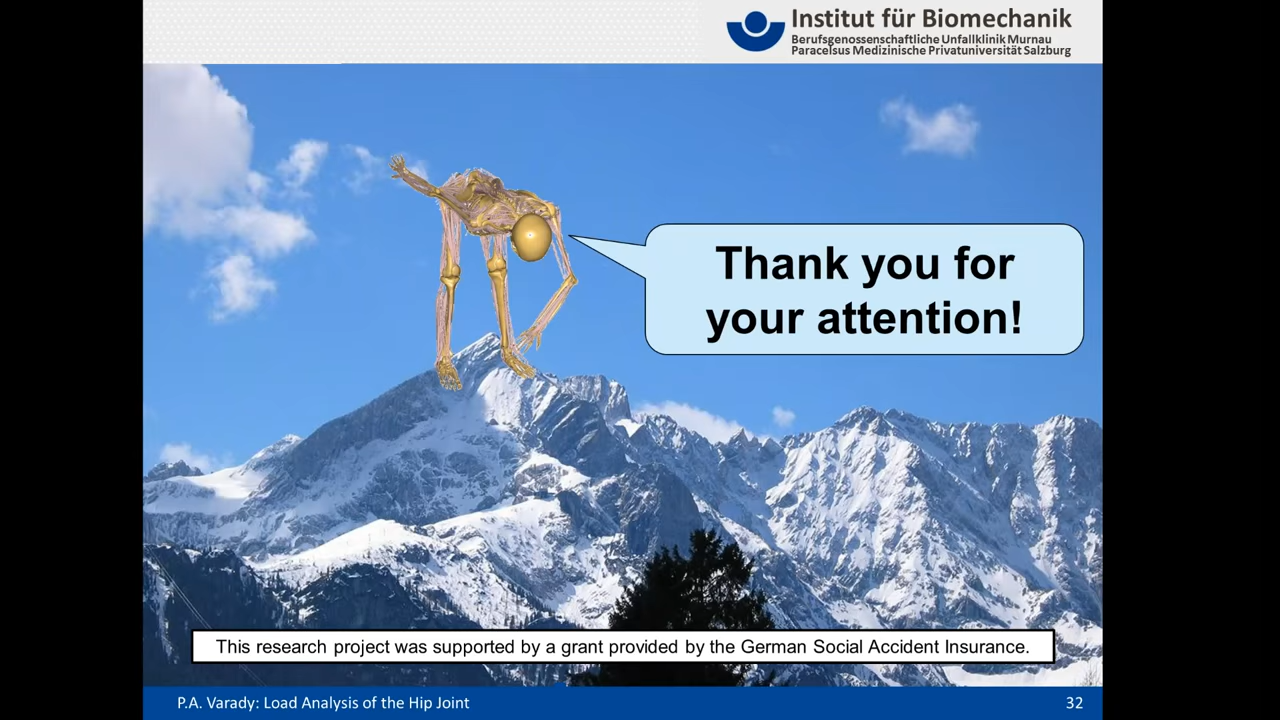 Institut für Biomechanik
Berufsgenossenschaftliche Unfallklinik Murnau
Paracelsus Medizinische Privatuniversität Salzburg
Thank you for
your attention!
This research project was supported by a grant provided by the German Social Accident Insurance.
P.A. Varady: Load Analysis of the Hip Joint
32